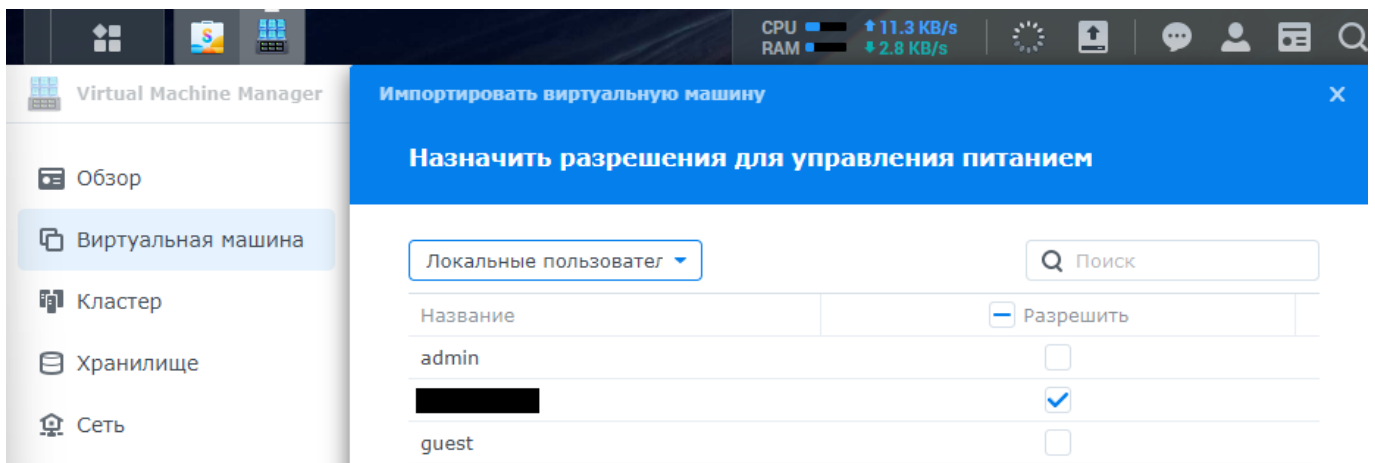 CPU 11.3 KB/s
RAM 2.8 KB/s
Virtual Machine Manager
Импортировать виртуальную машину
Назначить разрешения для управления питанием
Обзор
Виртуальная машина
Кластер
Хранилище
Сеть
Локальные пользовател
Поиск
Название
Разрешить
admin
guest